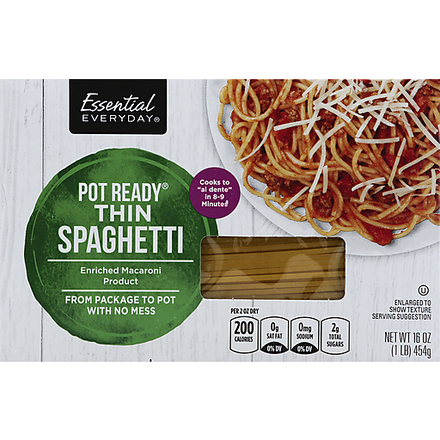 Essential
EVERYDAY®
POT READY®
THIN
SPAGHETTI
Enriched Macaroni
Product
FROM PACKAGE TO POT
WITH NO MESS
Cooks to
"al dente"
in 8-9
Minutes
PER 2 OZ DRY
200
CALORIES
0g
SAT FAT
0% DV
0mg
SODIUM
0% DV
2g
TOTAL
SUGARS
ENLARGED TO
SHOW TEXTURE
SERVING SUGGESTION
NET WT 16 OZ
(1 LB) 454g